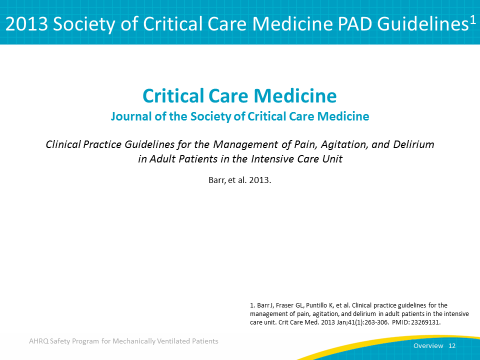 2013 Society of Critical Care Medicine PAD Guidelines1
Critical Care Medicine
Journal of the Society of Critical Care Medicine
Clinical Practice Guidelines for the Management of Pain, Agitation, and Delirium
in Adult Patients in the Intensive Care Unit
Barr, et al. 2013.
1. Barr J, Fraser GL, Puntillo K, et al. Clinical practice guidelines for the
management of pain, agitation, and delirium in adult patients in the intensive
care unit. Crit Care Med. 2013 Jan;41(1):263-306. PMID: 23269131.
AHRQ Safety Program for Mechanically Ventilated Patients
Overview 12